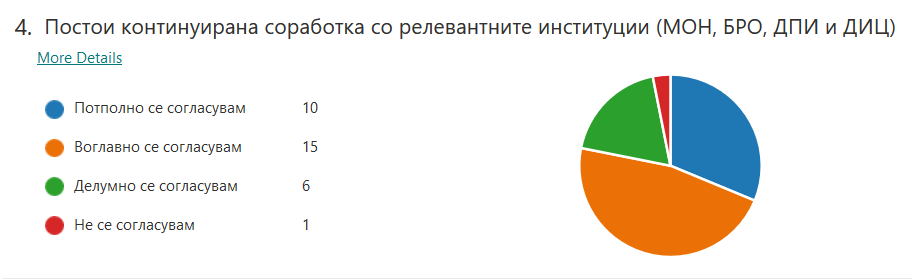 4. Постои континуирана соработка со релевантните институции (МОН, БРО, ДПИ и ДИЦ)
More Details
Потполно се согласувам 10
Воглавно се согласувам 15
Делумно се согласувам 6
Не се согласувам 1